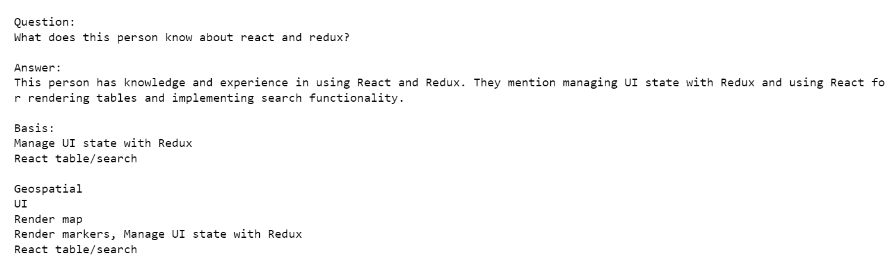 Question:
What does this person know about react and redux?
Answer:
This person has knowledge and experience in using React and Redux. They mention managing UI state with Redux and using React fo
r rendering tables and implementing search functionality.
Basis:
Manage UI state with Redux
React table/search
Geospatial
UI
Render map
Render markers, Manage UI state with Redux
React table/search